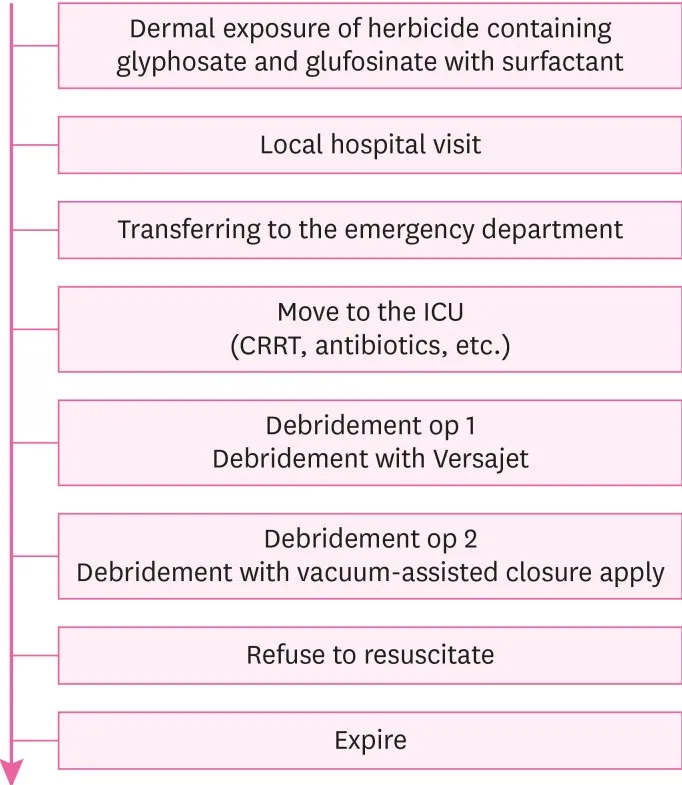 Dermal exposure of herbicide containing
glyphosate and glufosinate with surfactant
Local hospital visit
Transferring to the emergency department
Move to the ICU
(CRRT, antibiotics, etc.)
Debridement op 1
Debridement with Versajet
Debridement op 2
Debridement with vacuum-assisted closure apply
Refuse to resuscitate
Expire